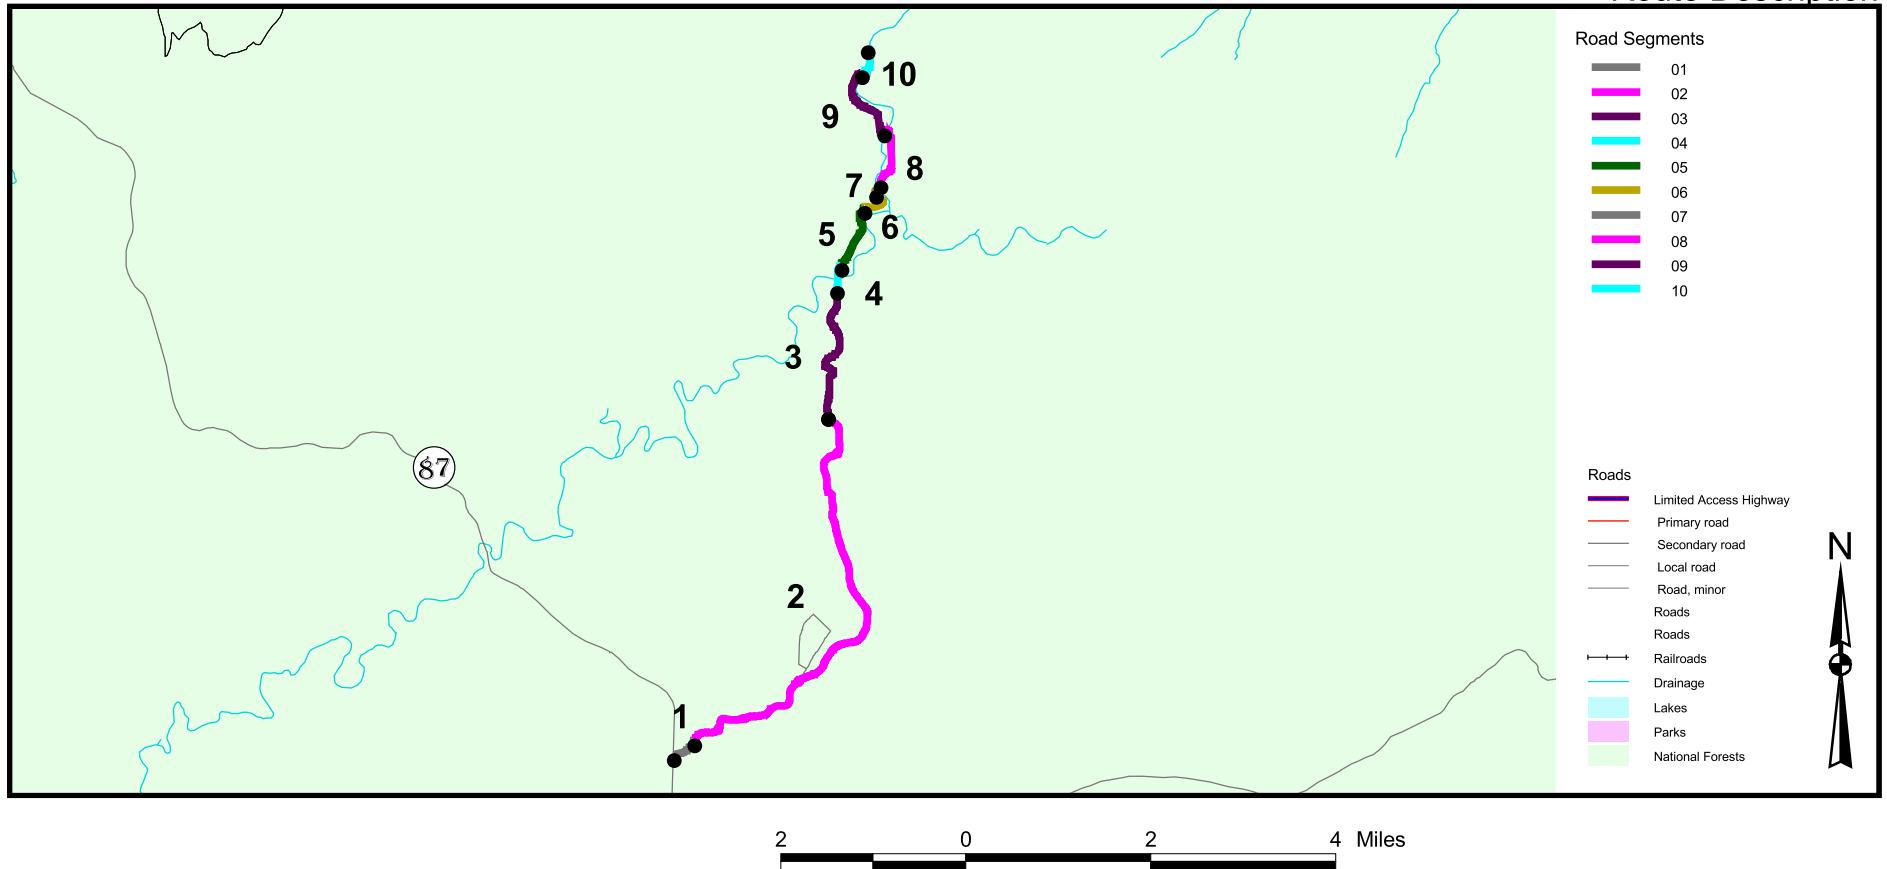 Route Description
Road Segments
01
02
03
04
05
06
07
08
09
10
10
9
8
7
6
5
4
3
87
2
1
Roads
Limited Access Highway
Primary road
Secondary road
Local road
Road, minor
Roads
Roads
Railroads
Drainage
Lakes
Parks
National Forests
N
2 0 2 4 Miles